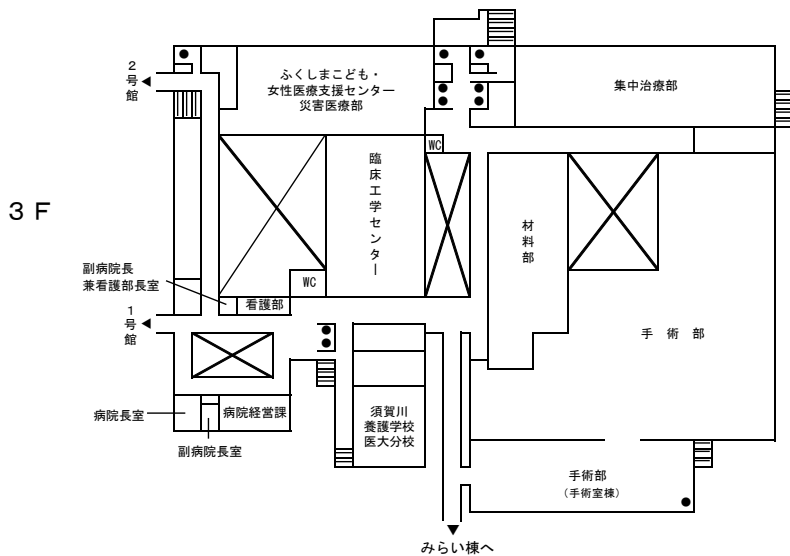 2号館
ふくしまこども・
女性医療支援センター
災害医療部
集中治療部
3F
WC
臨床工学センター
材料部
副病院長
兼看護部長室
WC
看護部
1号館
手術部
病院長室
病院経営課
副病院長室
須賀川
養護学校
医大分校
手術部
(手術室棟)
みらい棟へ